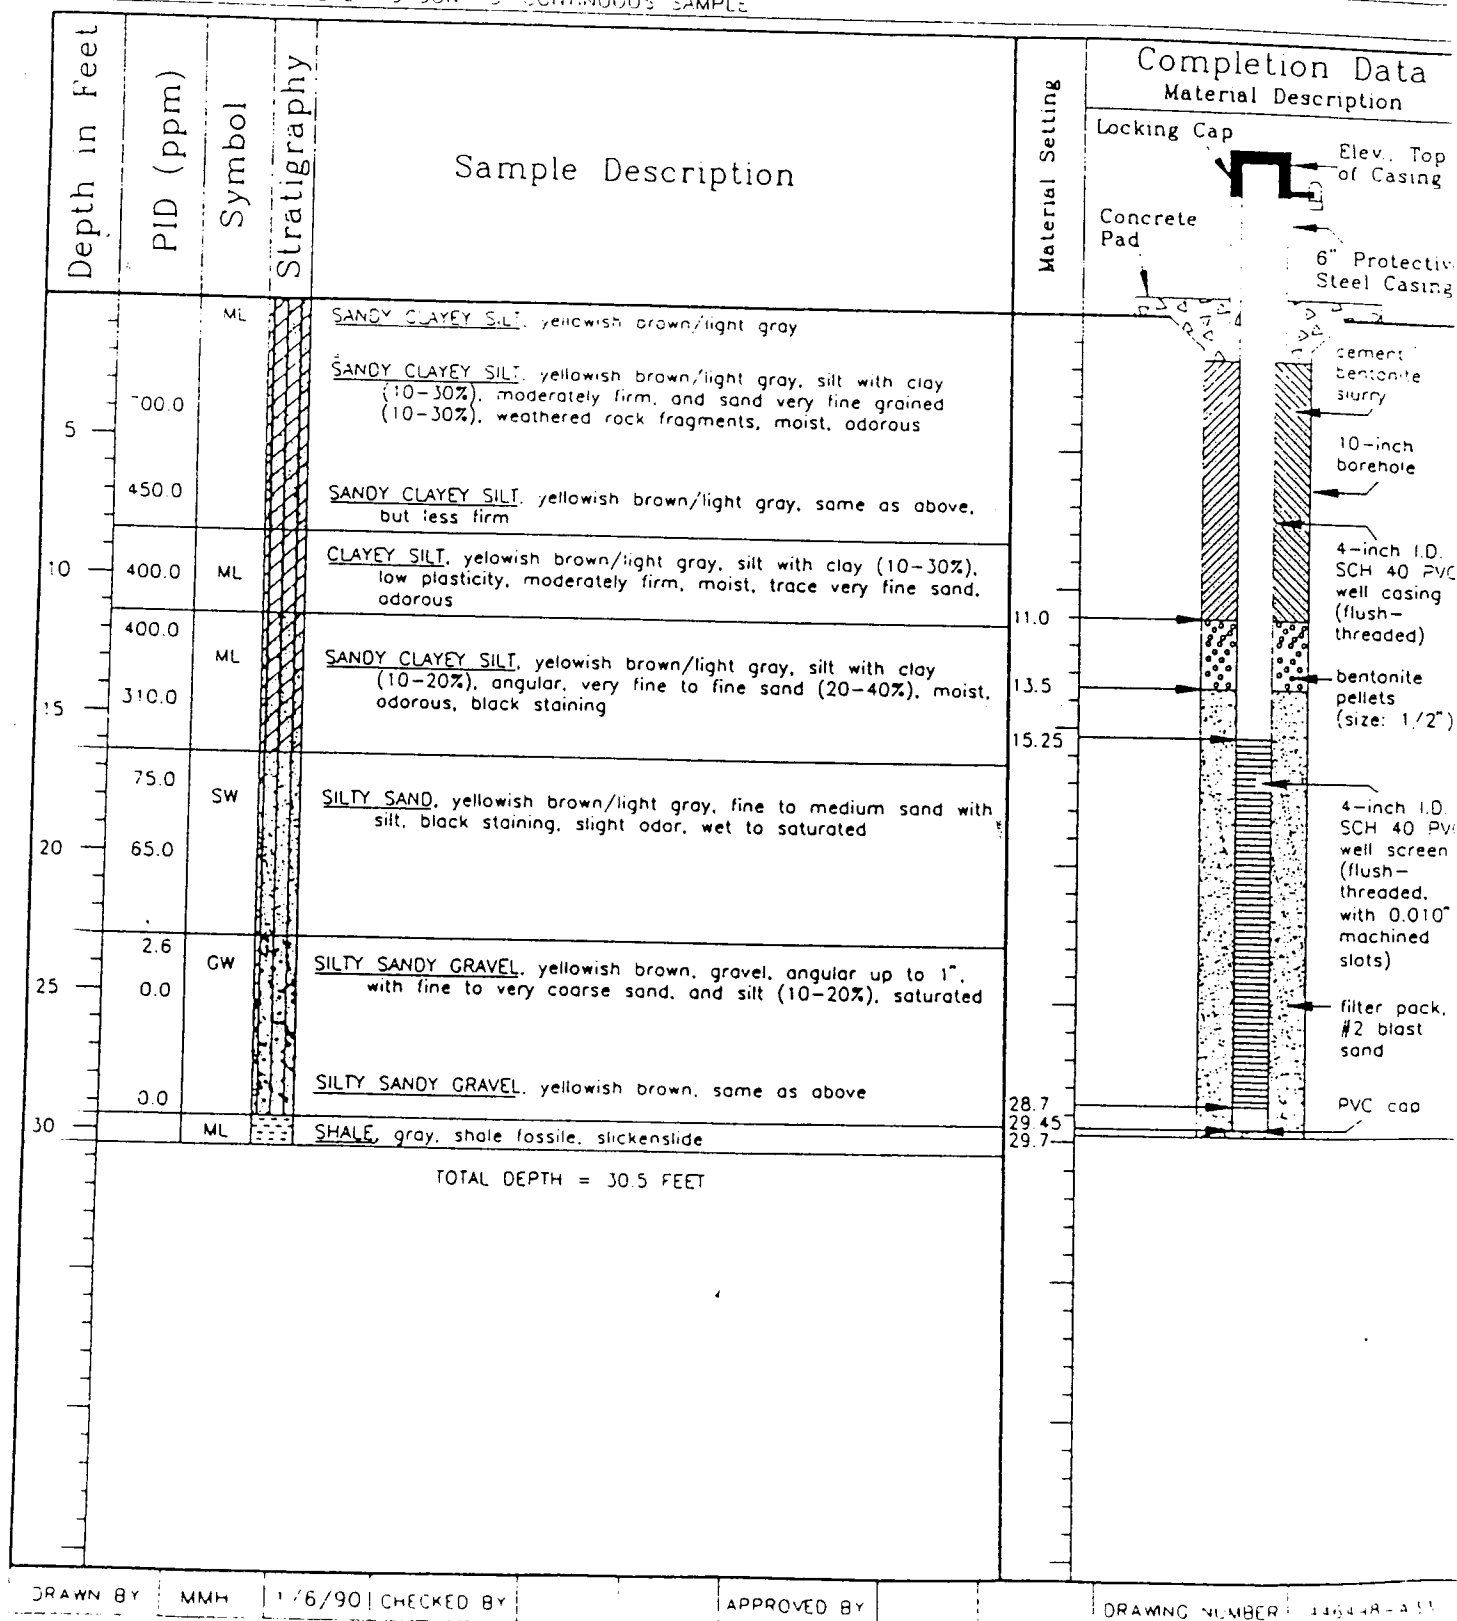 CONTINUOUS SAMPLE
Depth in Feet
PID (ppm)
Symbol
Stratigraphy
Sample Description
Material Setting
Completion Data
Material Description
Locking Cap
Elev. Top
of Casing
Concrete
Pad
6" Protectiv
Steel Casing
ML
SANDY CLAYEY SILT, yellowish brown/light gray
SANDY CLAYEY SILT, yellowish brown/light gray, silt with clay
(10-30%), moderately firm, and sand very fine grained
(10-30%), weathered rock fragments, moist, odorous
00.0
5
cement
bentonite
slurry
10-inch
borehole
450.0
SANDY CLAYEY SILT, yellowish brown/light gray, same as above,
but less firm
10
400.0
ML
CLAYEY SILT, yelowish brown/light gray, silt with clay (10-30%),
low plasticity, moderately firm, moist, trace very fine sand,
odorous
4-inch I.D.
SCH 40 PVC
well casing
(flush-
threaded)
11.0
400.0
ML
SANDY CLAYEY SILT, yelowish brown/light gray, silt with clay
(10-20%), angular, very fine to fine sand (20-40%), moist,
odorous, black staining
310.0
15
13.5
bentonite
pellets
(size: 1/2")
15.25
75.0
SW
SILTY SAND, yellowish brown/light gray, fine to medium sand with
silt, black staining, slight odor, wet to saturated
20
65.0
4-inch I.D.
SCH 40 PV
well screen
(flush-
threaded,
with 0.010"
machined
slots)
2.6
GW
SILTY SANDY GRAVEL, yellowish brown, gravel, angular up to 1",
with fine to very coarse sand, and silt (10-20%), saturated
25
0.0
filter pack,
#2 blast
sand
0.0
SILTY SANDY GRAVEL, yellowish brown, same as above
28.7
PVC cap
30
ML
SHALE, gray, shale fossile, slickenslide
29.45
29.7
TOTAL DEPTH = 30.5 FEET
DRAWN BY MMH /6/90 CHECKED BY APPROVED BY DRAWING NUMBER